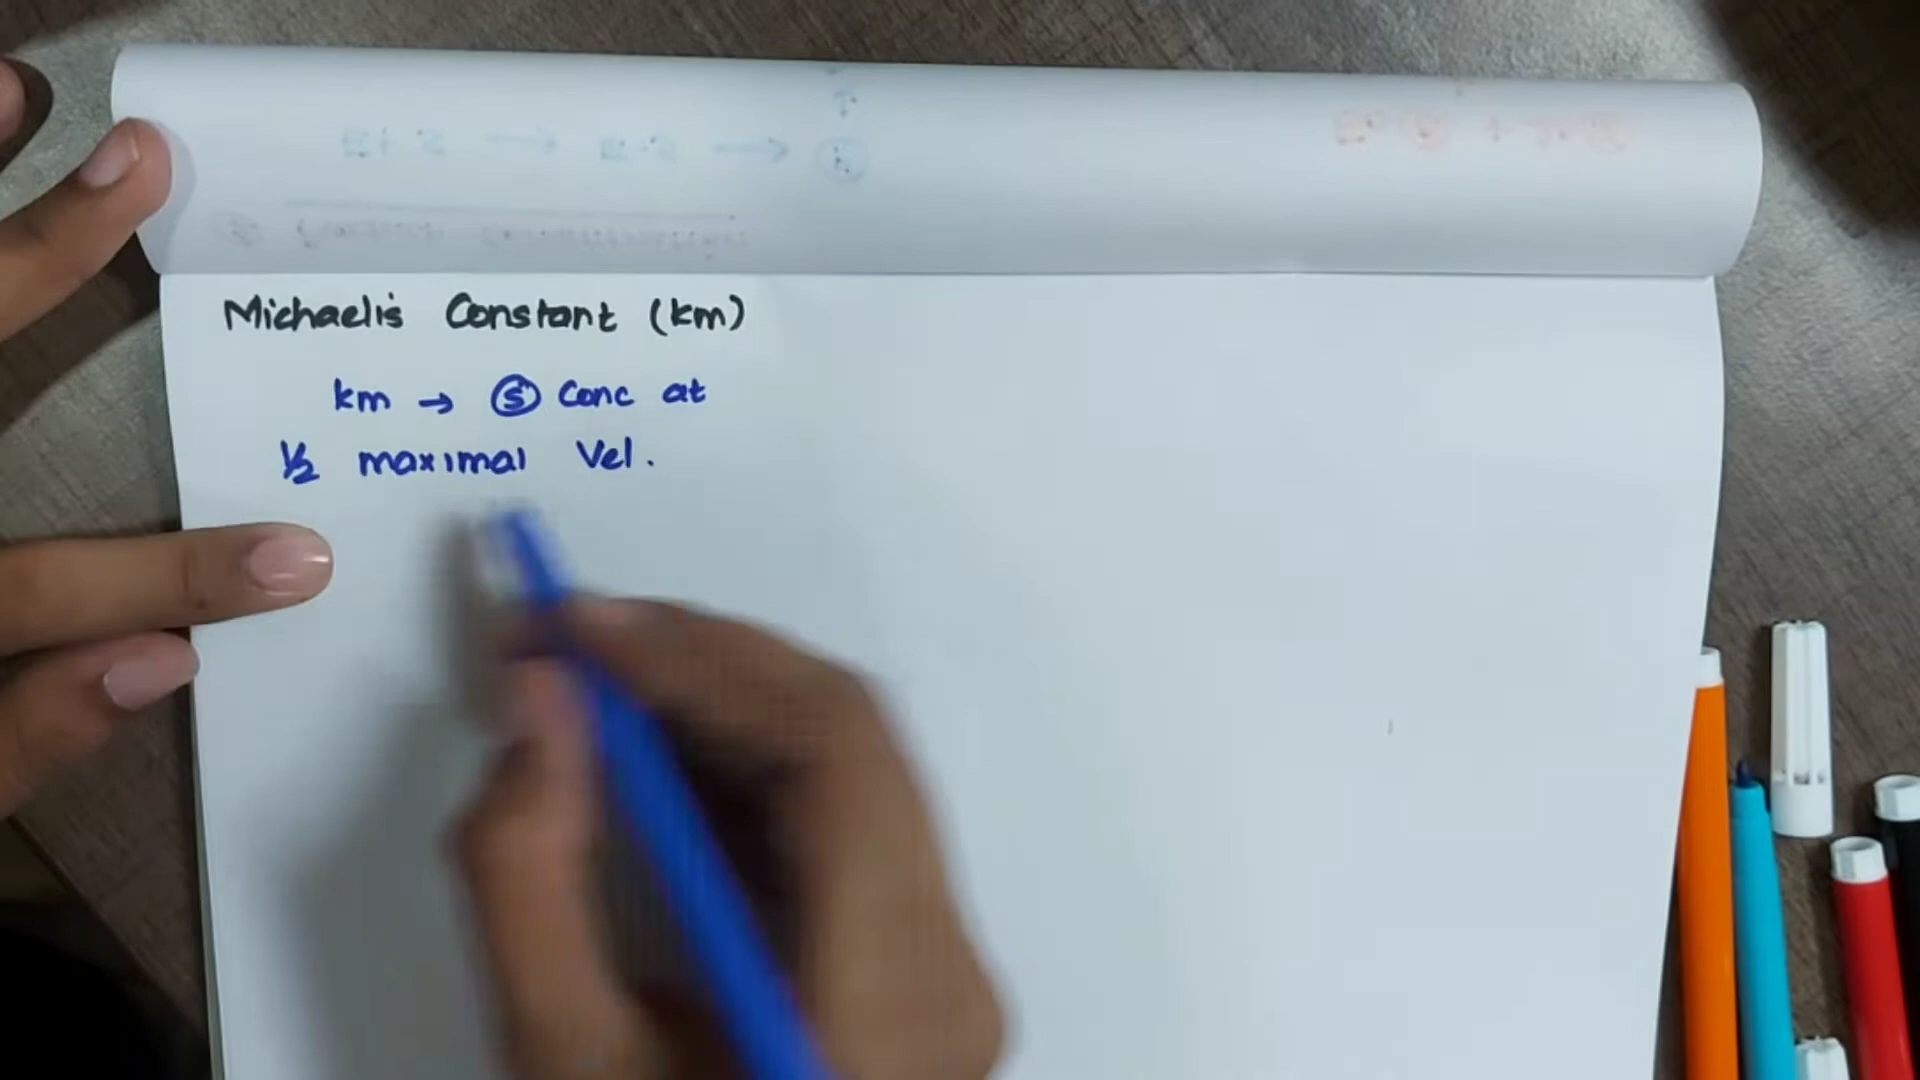 Michaelis Constant (km)
km → Ⓢ Conc at
½ maximal Vel.